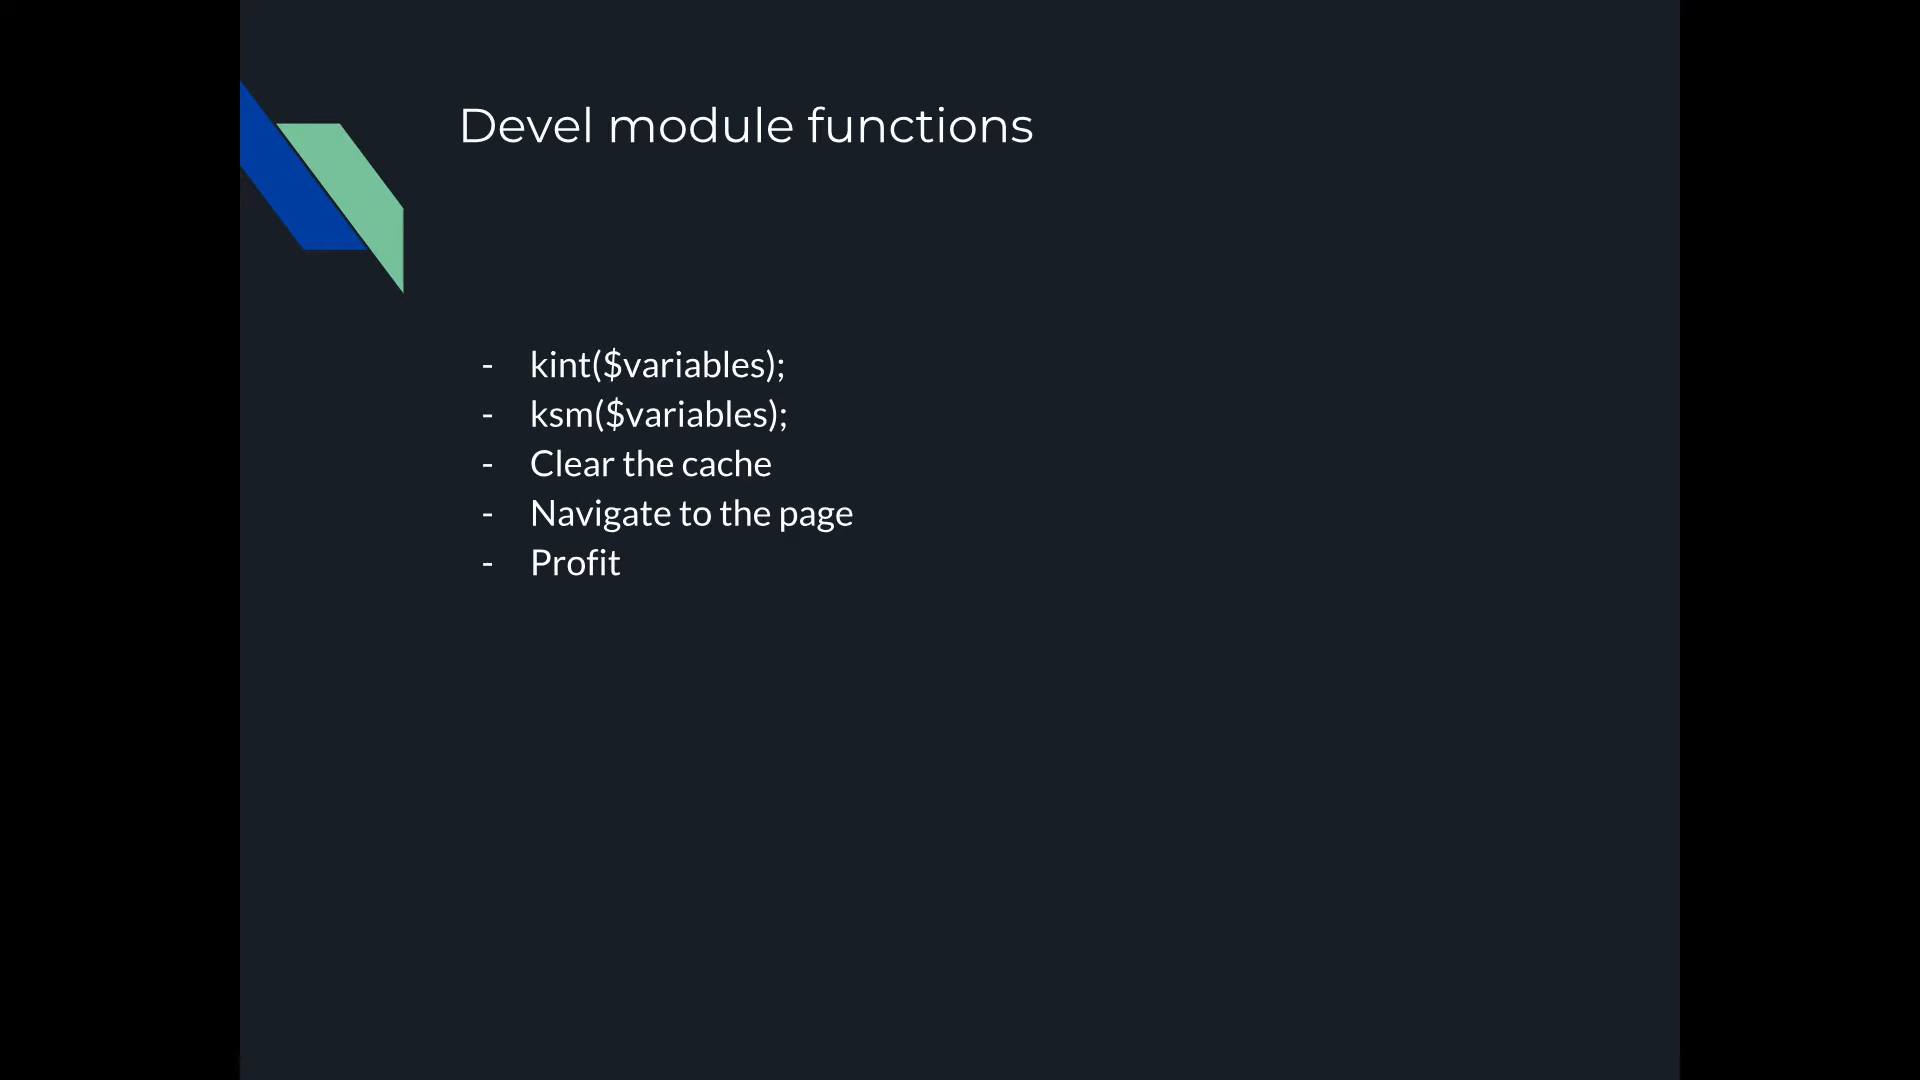 Devel module functions
- kint($variables);
- ksm($variables);
- Clear the cache
- Navigate to the page
- Profit